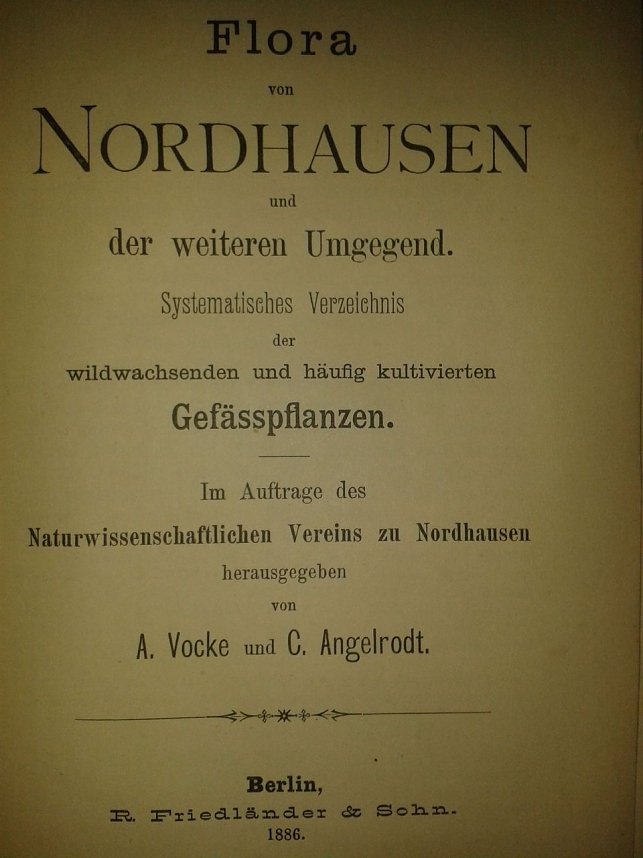 Flora
von
NORDHAUSEN
und
der weiteren Umgegend.
Systematisches Verzeichnis
der
wildwachsenden und häufig kultivierten
Gefässpflanzen.
Im Auftrage des
Naturwissenschaftlichen Vereins zu Nordhausen
herausgegeben
von
A. Vocke und C. Angelrodt.
Berlin,
R. Friedländer & Sohn.
1886.